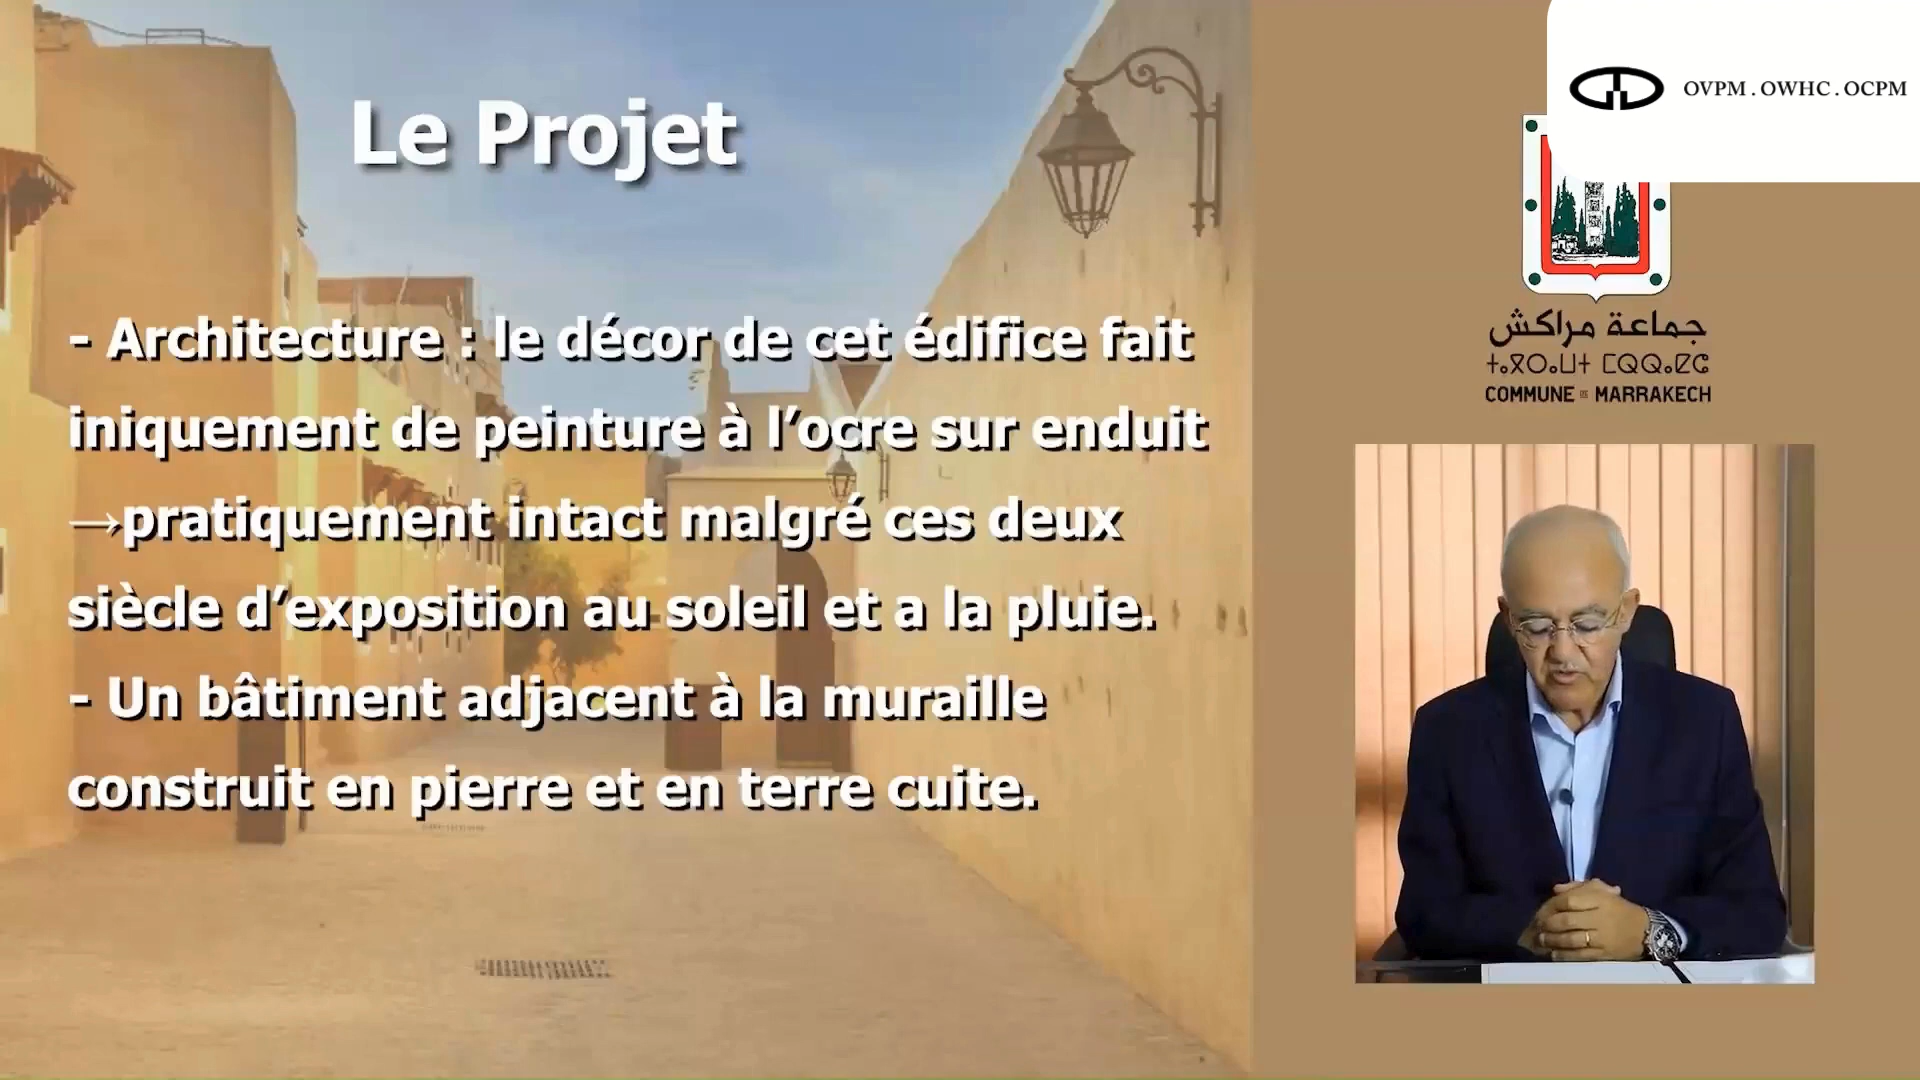 Le Projet
- Architecture : le décor de cet édifice fait
iniquement de peinture à l’ocre sur enduit
→pratiquement intact malgré ces deux
siècle d’exposition au soleil et a la pluie.
- Un bâtiment adjacent à la muraille
construit en pierre et en terre cuite.
OVPM . OWHC . OCPM
جماعة مراكش
ⵜⴰⴳⵔⴰⵡⵜ ⵎⵕⵕⴰⴽⵛ
COMMUNE DE MARRAKECH